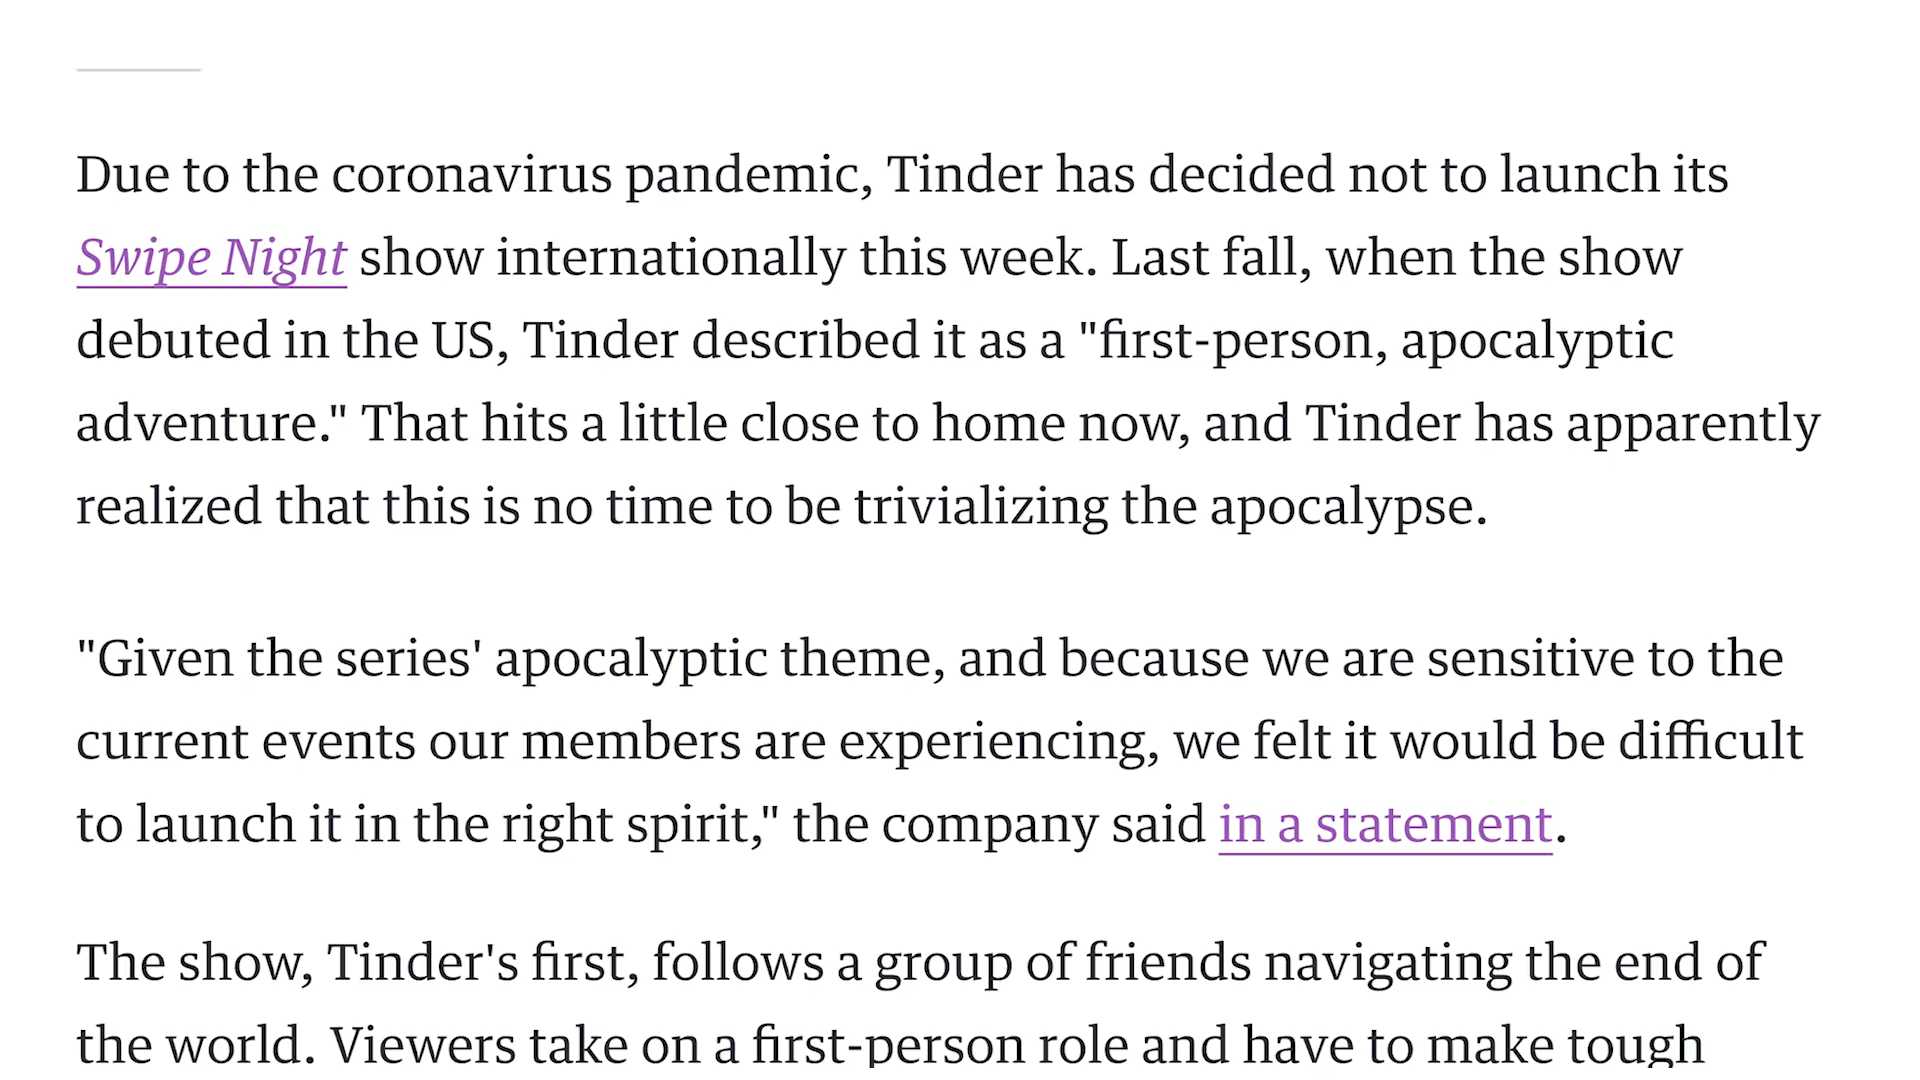 Due to the coronavirus pandemic, Tinder has decided not to launch its
Swipe Night show internationally this week. Last fall, when the show
debuted in the US, Tinder described it as a "first-person, apocalyptic
adventure." That hits a little close to home now, and Tinder has apparently
realized that this is no time to be trivializing the apocalypse.
"Given the series' apocalyptic theme, and because we are sensitive to the
current events our members are experiencing, we felt it would be difficult
to launch it in the right spirit," the company said in a statement.
The show, Tinder's first, follows a group of friends navigating the end of
the world. Viewers take on a first-person role and have to make tough